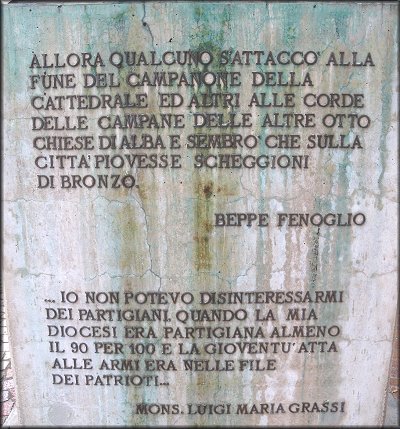 ALLORA QUALCUNO S'ATTACCO' ALLA
FUNE DEL CAMPANONE DELLA
CATTEDRALE ED ALTRI ALLE CORDE
DELLE CAMPANE DELLE ALTRE OTTO
CHIESE DI ALBA E SEMBRO' CHE SULLA
CITTA' PIOVESSE SCHEGGIONI
DI BRONZO.
BEPPE FENOGLIO
... IO NON POTEVO DISINTERESSARMI
DEI PARTIGIANI. QUANDO LA MIA
DIOCESI ERA PARTIGIANA ALMENO
IL 90 PER 100 E LA GIOVENTU' ATTA
ALLE ARMI ERA NELLE FILE
DEI PATRIOTI...
MONS. LUIGI MARIA GRASSI